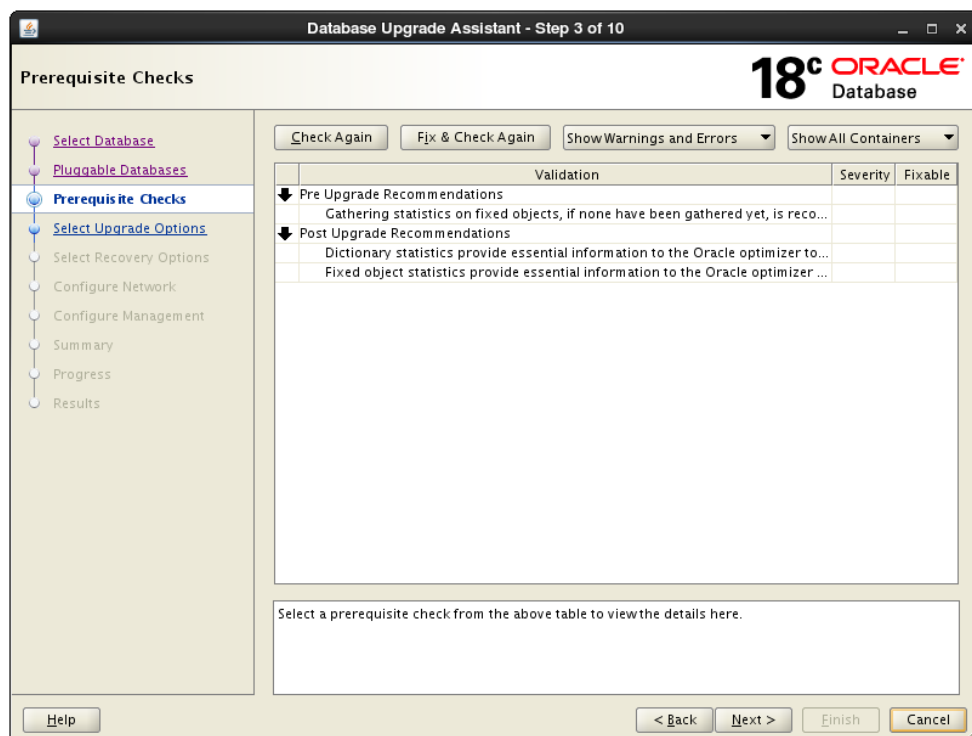 Database Upgrade Assistant - Step 3 of 10
Prerequisite Checks
18c ORACLE
Database
Select Database
Pluggable Databases
Prerequisite Checks
Select Upgrade Options
Select Recovery Options
Configure Network
Configure Management
Summary
Progress
Results
Check Again Fix & Check Again Show Warnings and Errors Show All Containers
Validation Severity Fixable
Pre Upgrade Recommendations
Gathering statistics on fixed objects, if none have been gathered yet, is reco...
Post Upgrade Recommendations
Dictionary statistics provide essential information to the Oracle optimizer to...
Fixed object statistics provide essential information to the Oracle optimizer ...
Select a prerequisite check from the above table to view the details here.
Help < Back Next > Finish Cancel